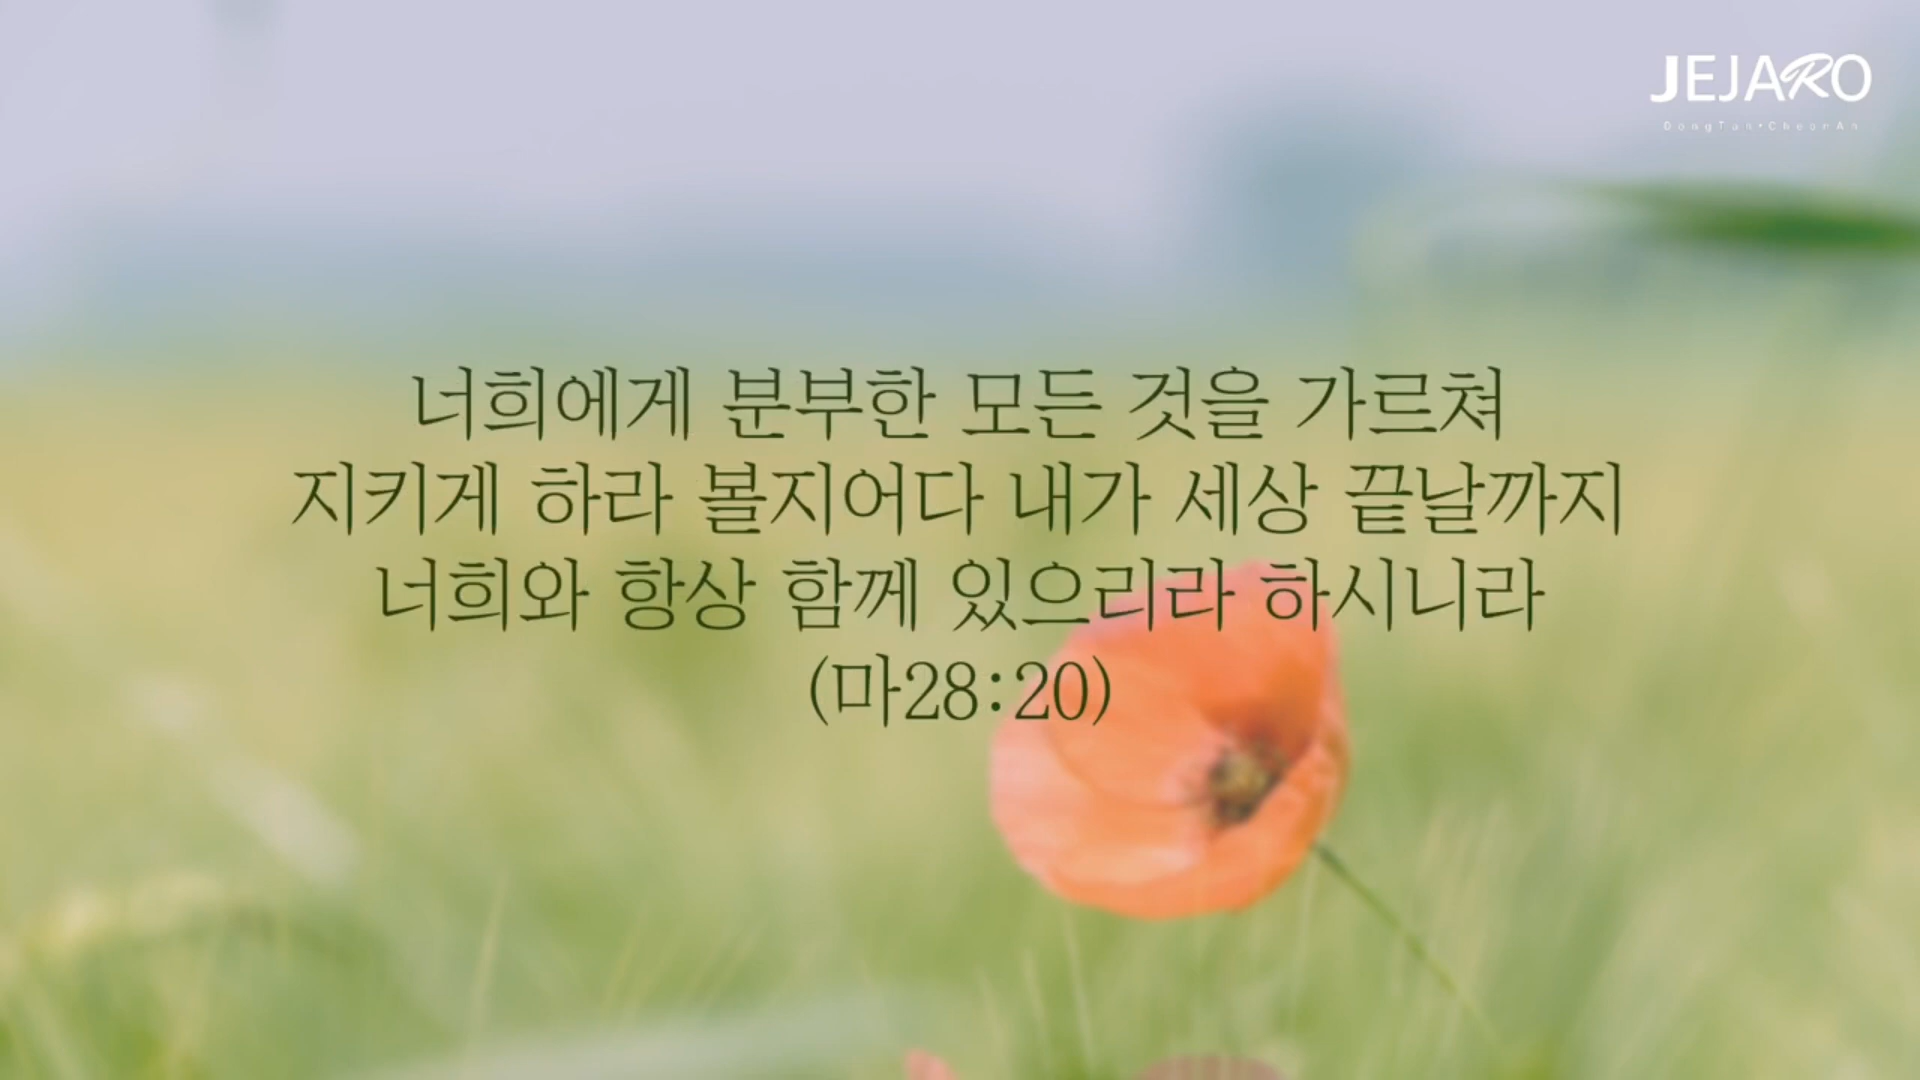 JEJARO
DongTan•CheonAn
너희에게 분부한 모든 것을 가르쳐
지키게 하라 볼지어다 내가 세상 끝날까지
너희와 항상 함께 있으리라 하시니라
(마28:20)